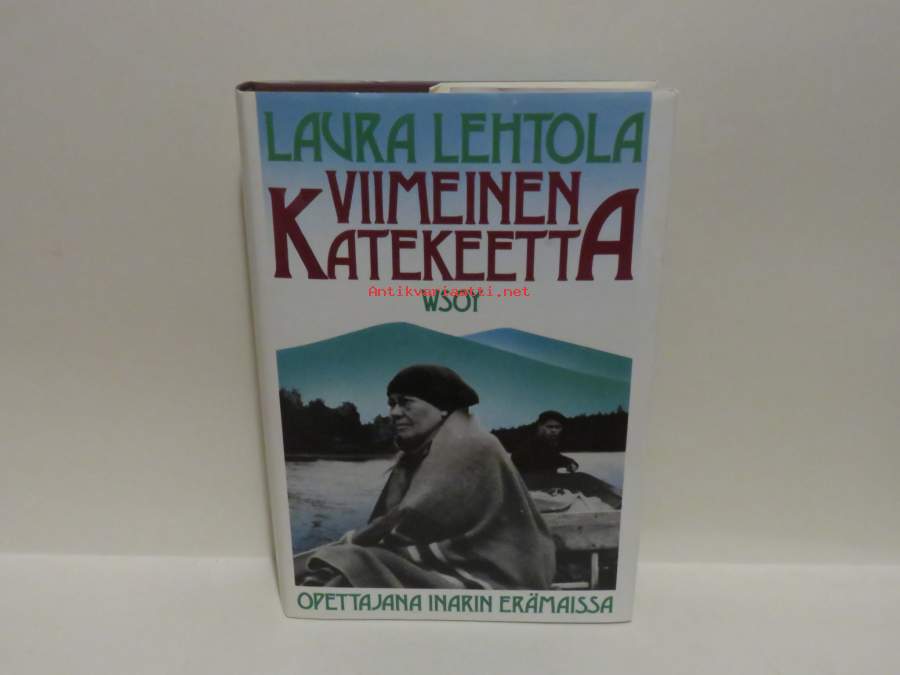 LAURA LEHTOLA
VIIMEINEN
KATEKEETTA
Antikvariaatti.net
WSOY
OPETTAJANA INARIN ERÄMAISSA